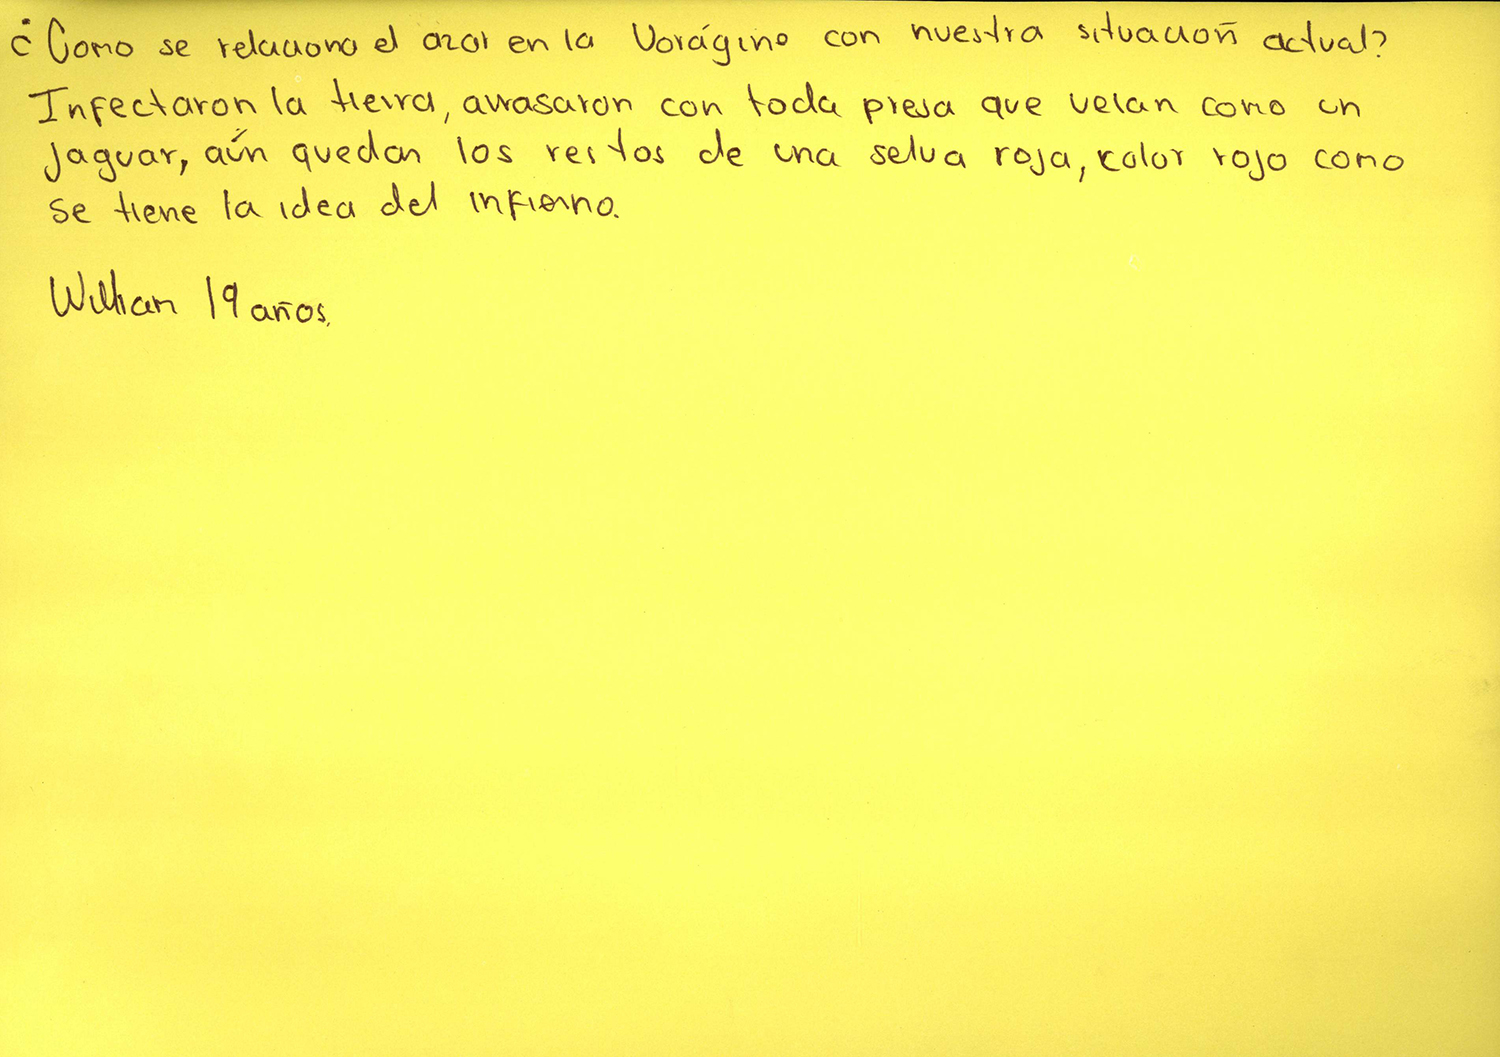 ¿Como se relaciona el azar en la Vorágine con nuestra situación actual?
Infectaron la tierra, arrasaron con toda presa que veian como un
jaguar, aún quedan los restos de una selva roja, color rojo como
se tiene la idea del infierno.
Willian 19 años.